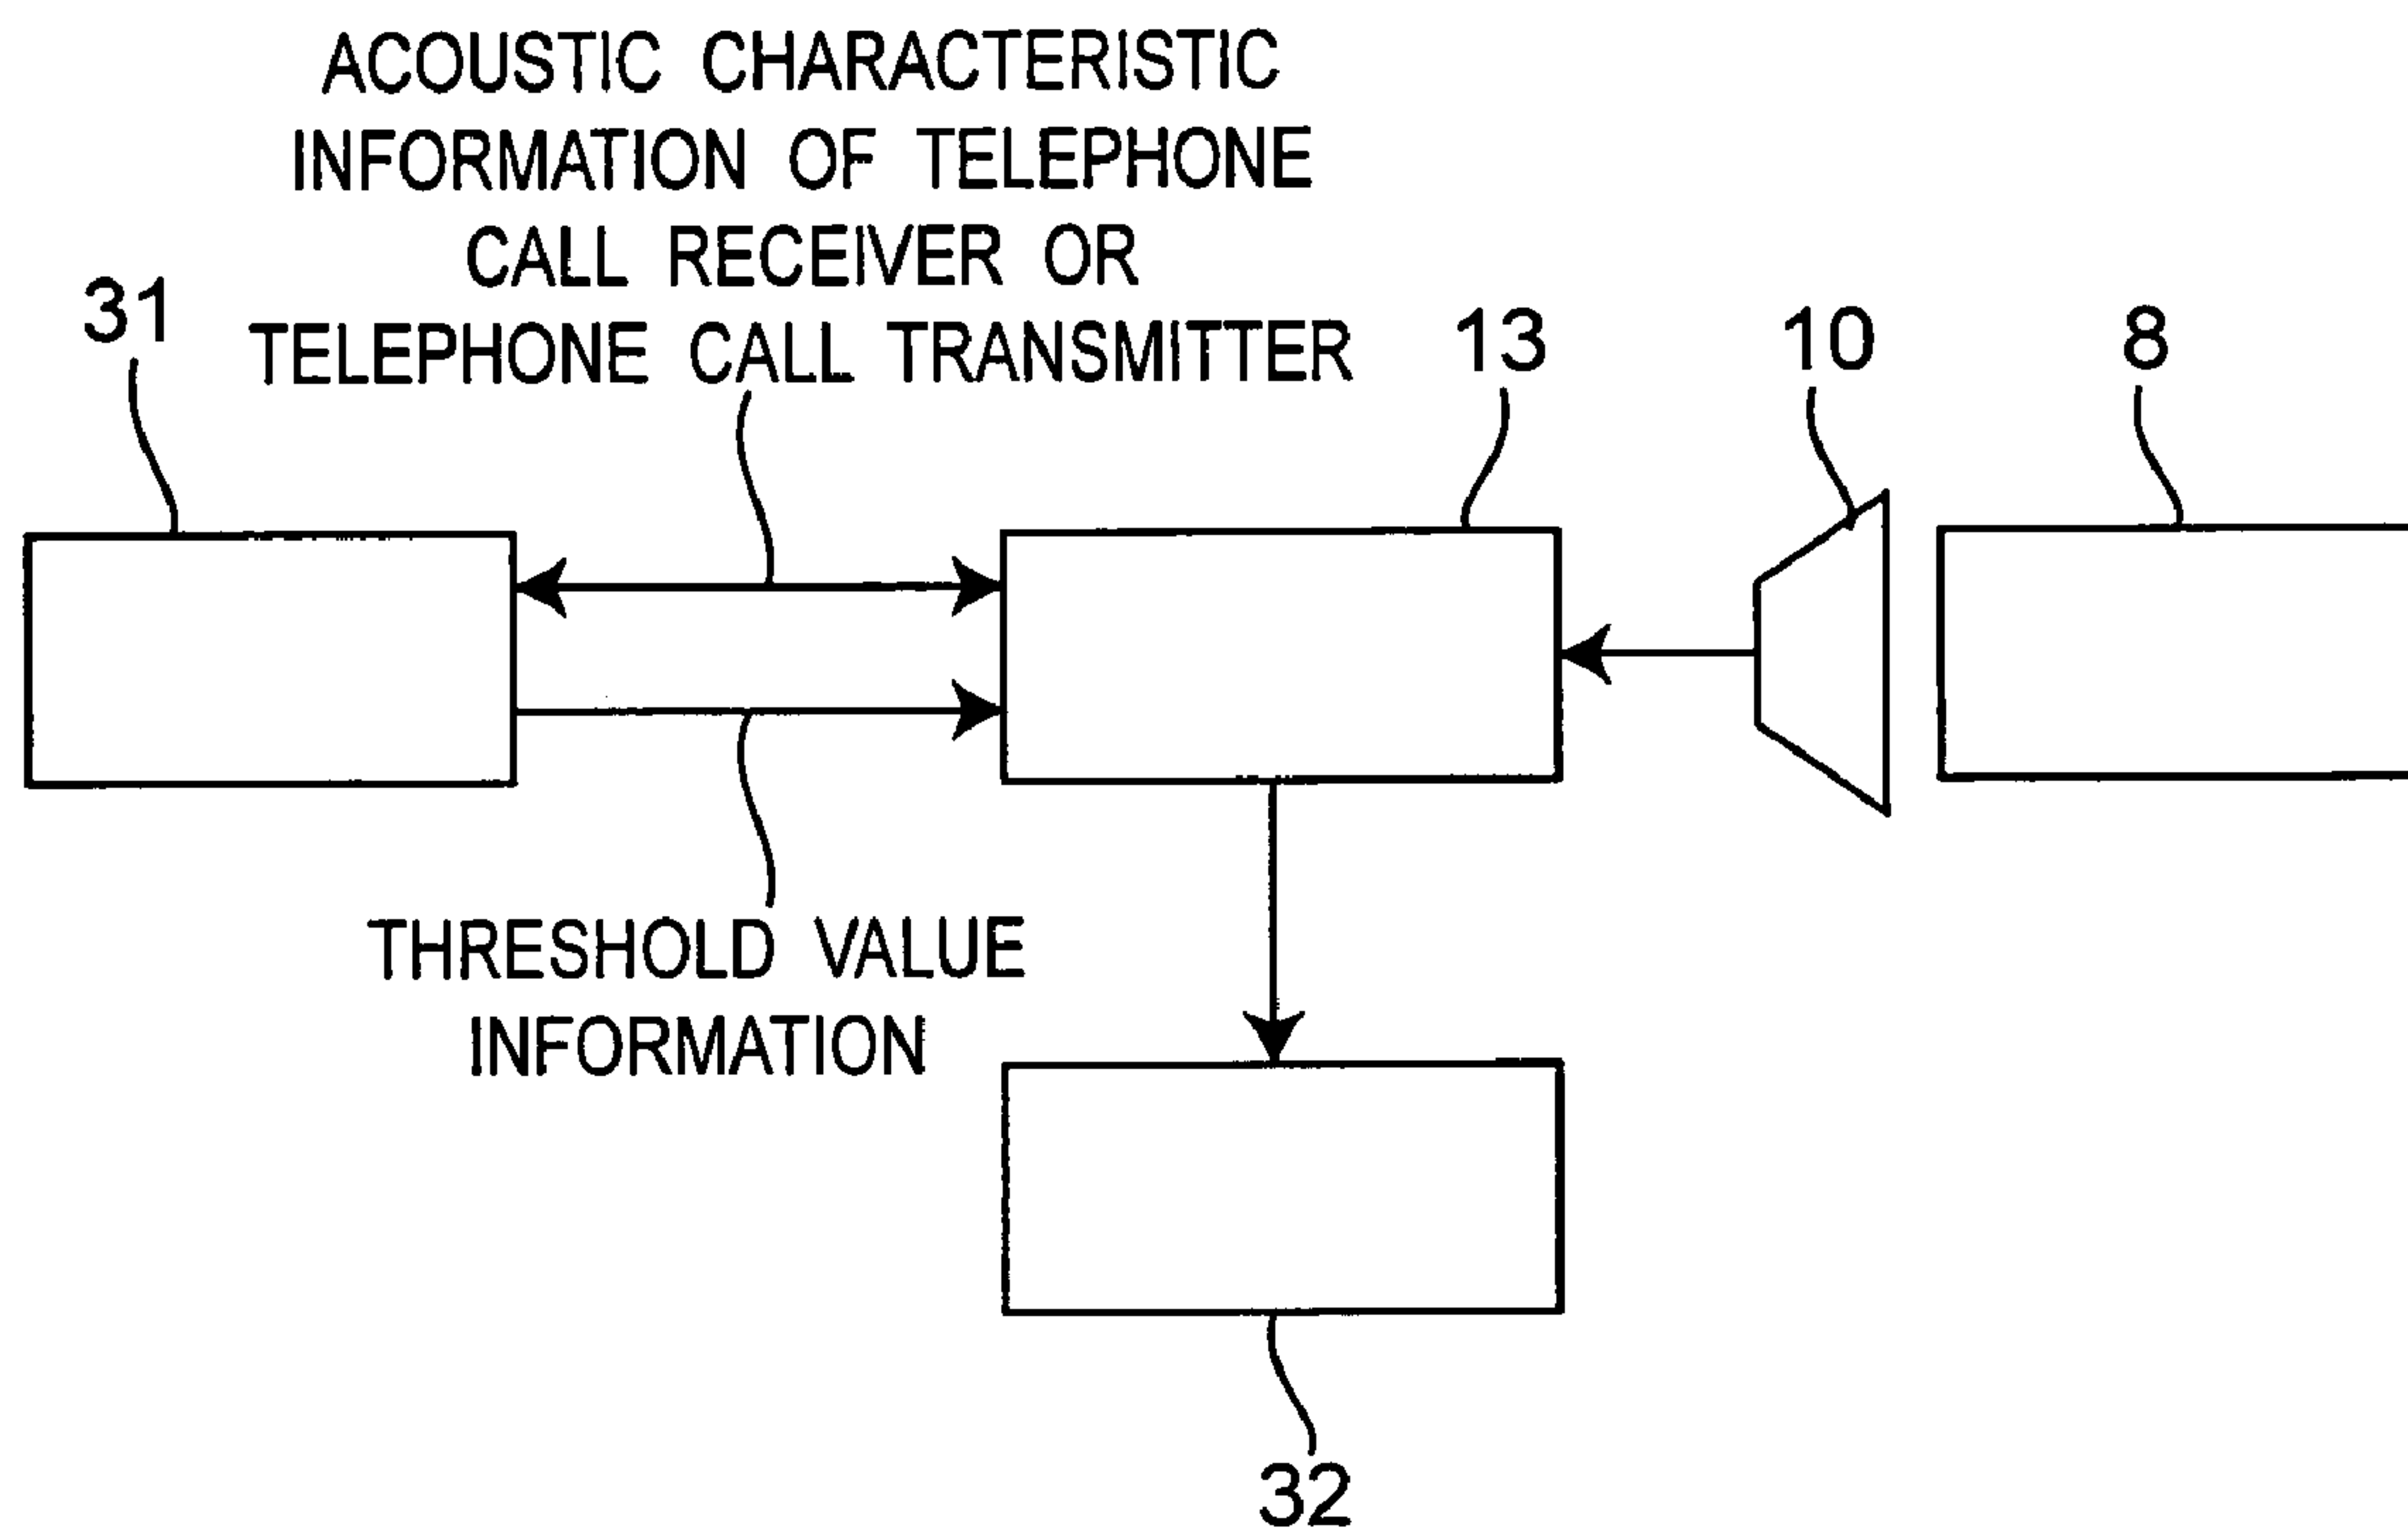 ACOUSTIC CHARACTERISTIC
INFORMATION OF TELEPHONE
CALL RECEIVER OR
TELEPHONE CALL TRANSMITTER
31
13
10
8
THRESHOLD VALUE
INFORMATION
32